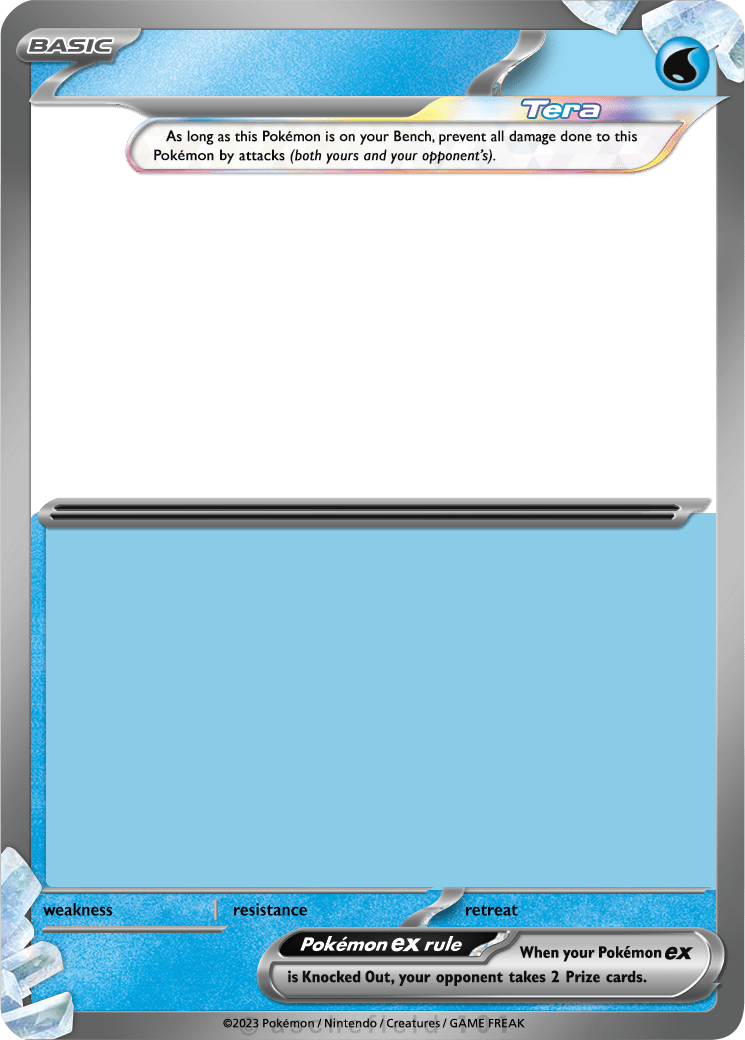 BASIC
Tera
As long as this Pokémon is on your Bench, prevent all damage done to this
Pokémon by attacks (both yours and your opponent's).
weakness resistance retreat
Pokémon ex rule When your Pokémon ex
is Knocked Out, your opponent takes 2 Prize cards.
©2023 Pokémon / Nintendo / Creatures / GAME FREAK